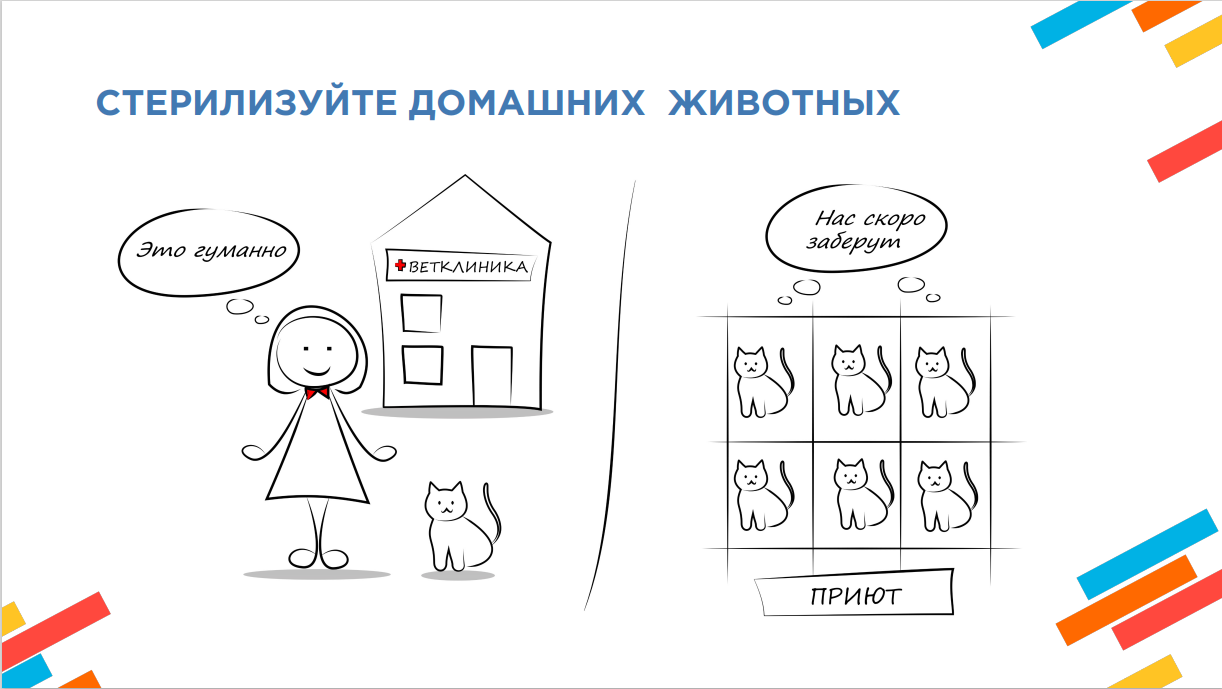 СТЕРИЛИЗУЙТЕ ДОМАШНИХ ЖИВОТНЫХ
Это гуманно
ВЕТКЛИНИКА
Нас скоро
заберут
ПРИЮТ